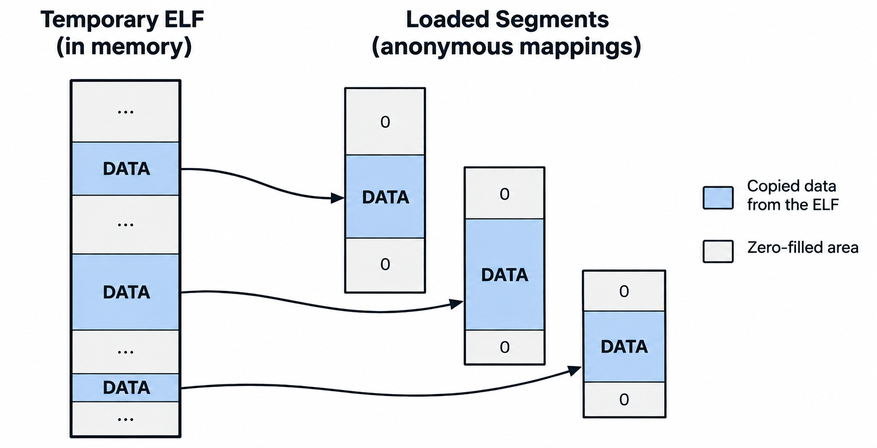 Temporary ELF
(in memory)
Loaded Segments
(anonymous mappings)
...
DATA
...
DATA
...
DATA
...
0
DATA
0
0
DATA
0
0
DATA
0
Copied data
from the ELF
Zero-filled area